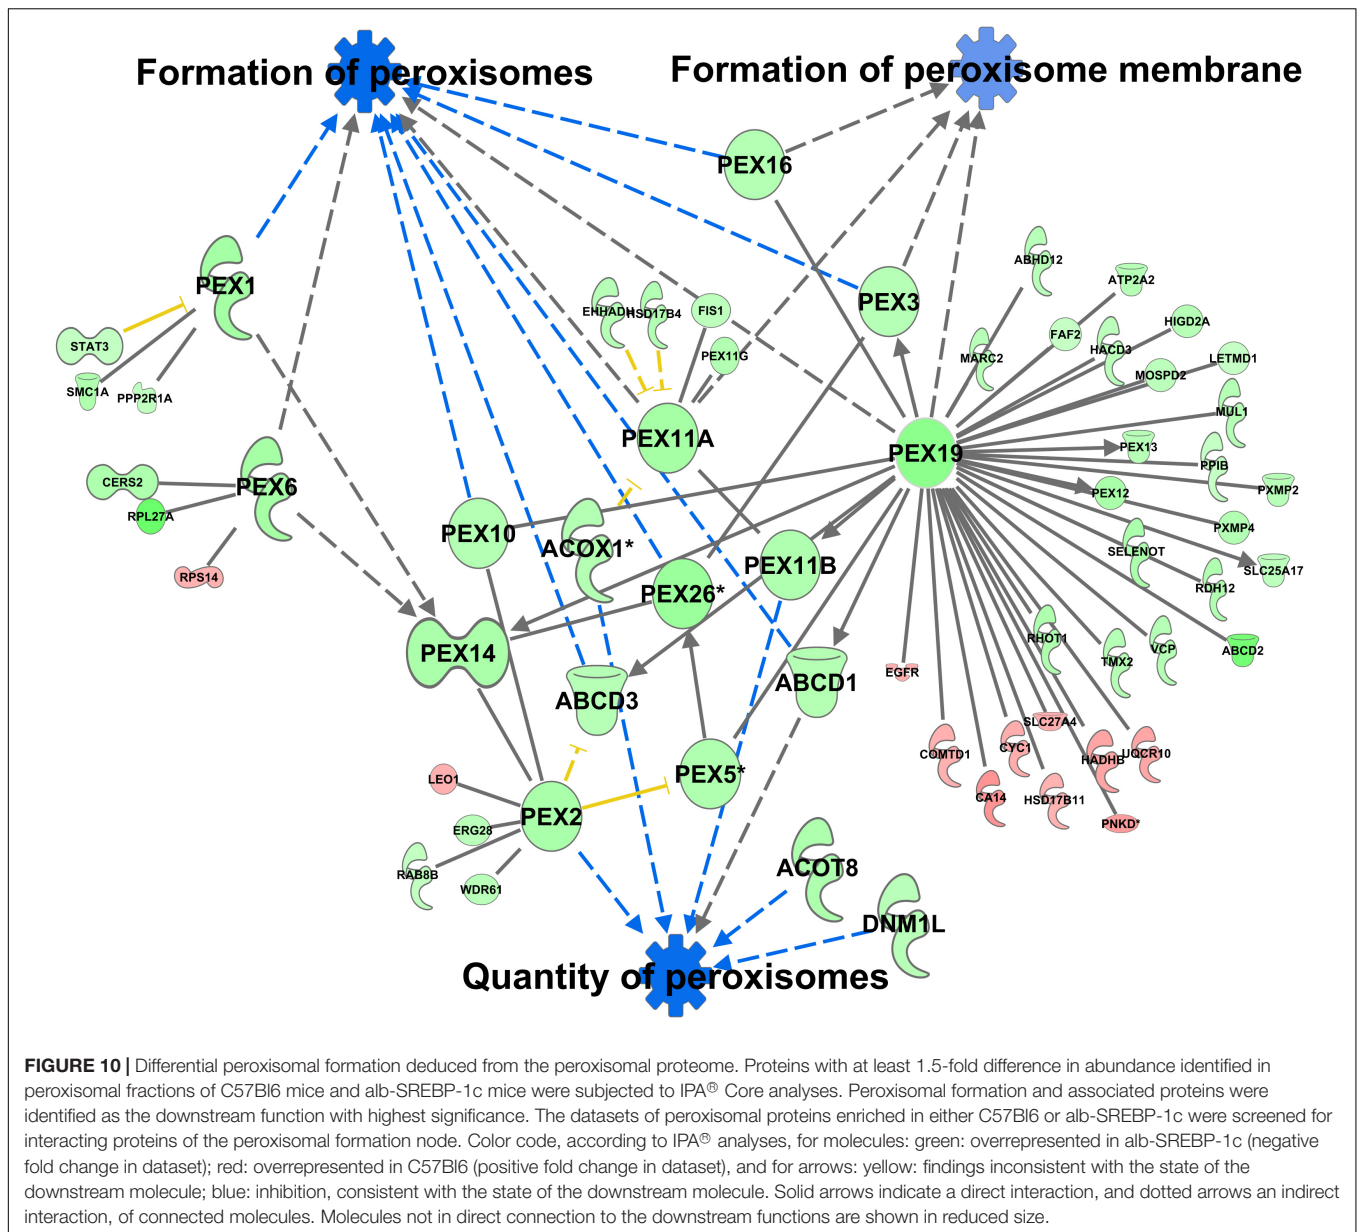 Formation of peroxisomes
Formation of peroxisome membrane
PEX16
ABHD12
ATP2A2
PEX1
PEX3
EHHADH
HSD17B4
FIS1
HIGD2A
FAF2
HACD3
STAT3
PEX11G
MARC2
LETMD1
MOSPD2
SMC1A
PPP2R1A
MUL1
PEX11A
PEX19
PEX13
PPIB
CERS2
PEX6
PEX12
PXMP2
RPL27A
PXMP4
PEX10
ACOX1*
SELENOT
PEX11B
SLC25A17
RPS14
RDH12
PEX26*
RHOT1
PEX14
VCP
ABCD2
TMX2
EGFR
ABCD3
ABCD1
SLC27A4
COMTD1
CYC1
UQCR10
HADHB
LEO1
PEX5*
CA14
HSD17B11
PEX2
PNKD*
ERG28
RAB8B
WDR61
ACOT8
DNM1L
Quantity of peroxisomes
FIGURE 10 | Differential peroxisomal formation deduced from the peroxisomal proteome. Proteins with at least 1.5-fold difference in abundance identified in
peroxisomal fractions of C57Bl6 mice and alb-SREBP-1c mice were subjected to IPA® Core analyses. Peroxisomal formation and associated proteins were
identified as the downstream function with highest significance. The datasets of peroxisomal proteins enriched in either C57Bl6 or alb-SREBP-1c were screened for
interacting proteins of the peroxisomal formation node. Color code, according to IPA® analyses, for molecules: green: overrepresented in alb-SREBP-1c (negative
fold change in dataset); red: overrepresented in C57Bl6 (positive fold change in dataset), and for arrows: yellow: findings inconsistent with the state of the
downstream molecule; blue: inhibition, consistent with the state of the downstream molecule. Solid arrows indicate a direct interaction, and dotted arrows an indirect
interaction, of connected molecules. Molecules not in direct connection to the downstream functions are shown in reduced size.